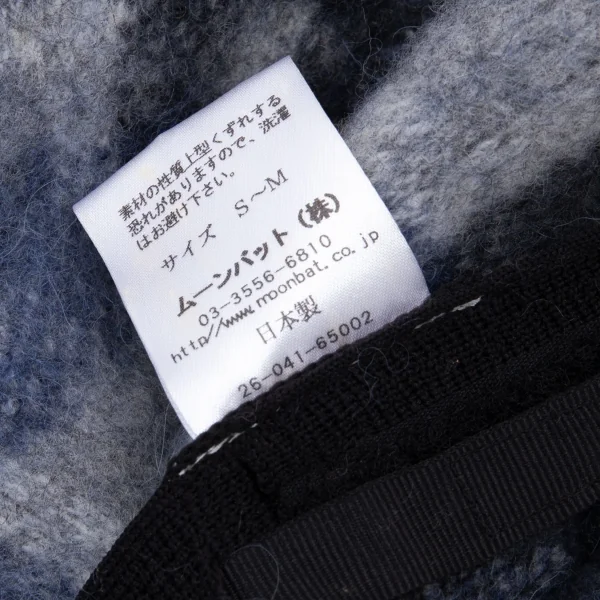 素材の性質上型くずれする
恐れがありますので、洗濯
はお避け下さい。
サイズ S～M
ムーンバット(株)
03-3556-6810
http://www.moonbat.co.jp
日本製
26-041-65002